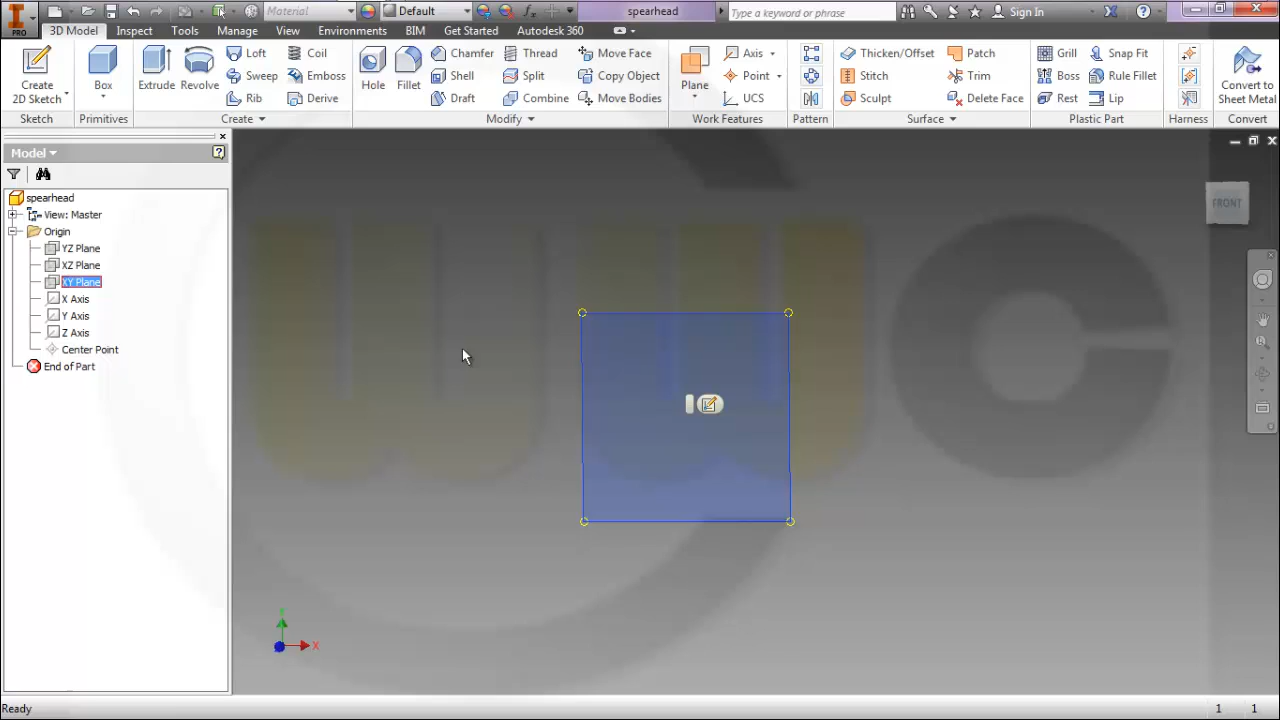 PRO
Material
Default
spearhead
Type a keyword or phrase
Sign In
3D Model Inspect Tools Manage View Environments BIM Get Started Autodesk 360
Create 2D Sketch
Sketch
Box
Primitives
Extrude Revolve Loft Sweep Rib Coil Emboss Derive
Create
Hole Fillet Chamfer Shell Draft Thread Split Combine Move Face Copy Object Move Bodies
Modify
Plane Axis Point UCS
Work Features
Pattern
Thicken/Offset Stitch Sculpt Patch Trim Delete Face
Surface
Grill Boss Rest Snap Fit Rule Fillet Lip
Plastic Part
Harness
Convert to Sheet Metal
Convert
Model
spearhead
View: Master
Origin
YZ Plane
XZ Plane
XY Plane
X Axis
Y Axis
Z Axis
Center Point
End of Part
FRONT
wuc
X
Ready
1 1